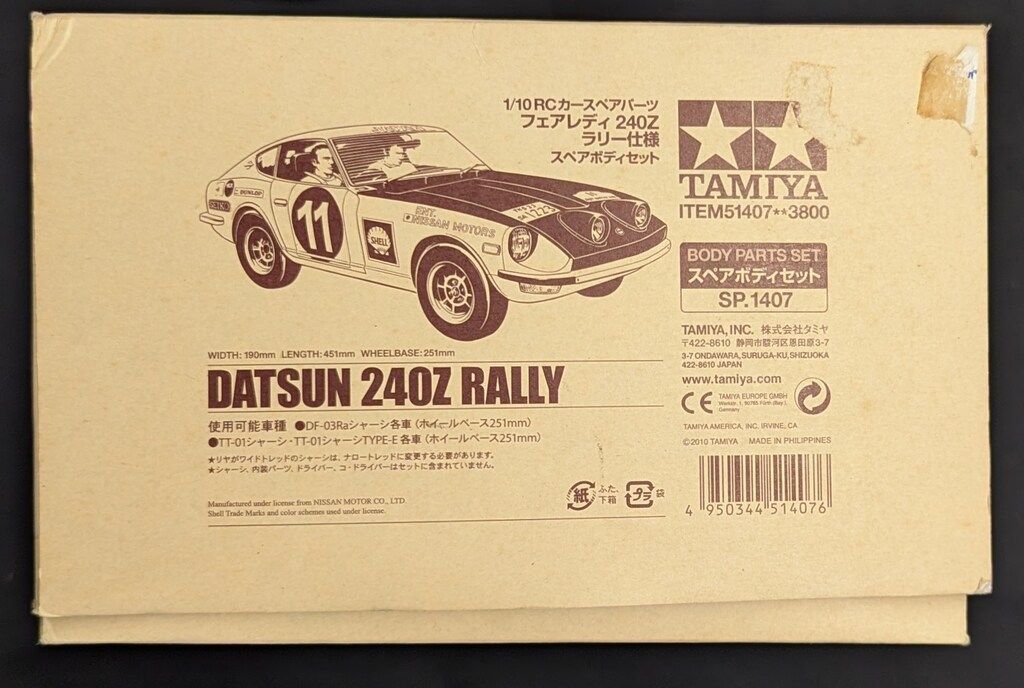 1/10 RCカースペアパーツ
フェアレディ 240Z
ラリー仕様
スペアボディセット
TAMIYA
ITEM51407**3800
BODY PARTS SET
スペアボディセット
SP.1407
TAMIYA, INC. 株式会社タミヤ
〒422-8610 静岡市駿河区恩田原3-7
3-7 ONDAWARA, SURUGA-KU, SHIZUOKA
422-8610 JAPAN
www.tamiya.com
CE
TAMIYA EUROPE GMBH
Werkstr. 1, 90765 Fürth (Bay.),
Germany
TAMIYA AMERICA, INC. IRVINE, CA
©2010 TAMIYA MADE IN PHILIPPINES
4 950344 514076
DUNLOP
SEIKO
11
SHELL
ENT.
NISSAN MOTORS
WIDTH: 190mm LENGTH: 451mm WHEELBASE: 251mm
DATSUN 240Z RALLY
使用可能車種 ●DF-03Raシャーシ各車(ホイールベース251mm)
●TT-01シャーシ・TT-01シャーシTYPE-E 各車(ホイールベース251mm)
★リヤがワイドトレッドのシャーシは、ナロートレッドに変更する必要があります。
★シャーシ、内装パーツ、ドライバー、コ・ドライバーはセットに含まれていません。
Manufactured under license from NISSAN MOTOR CO., LTD.
Shell Trade Marks and color schemes used under license.
紙 ふた、下箱 プラ 袋